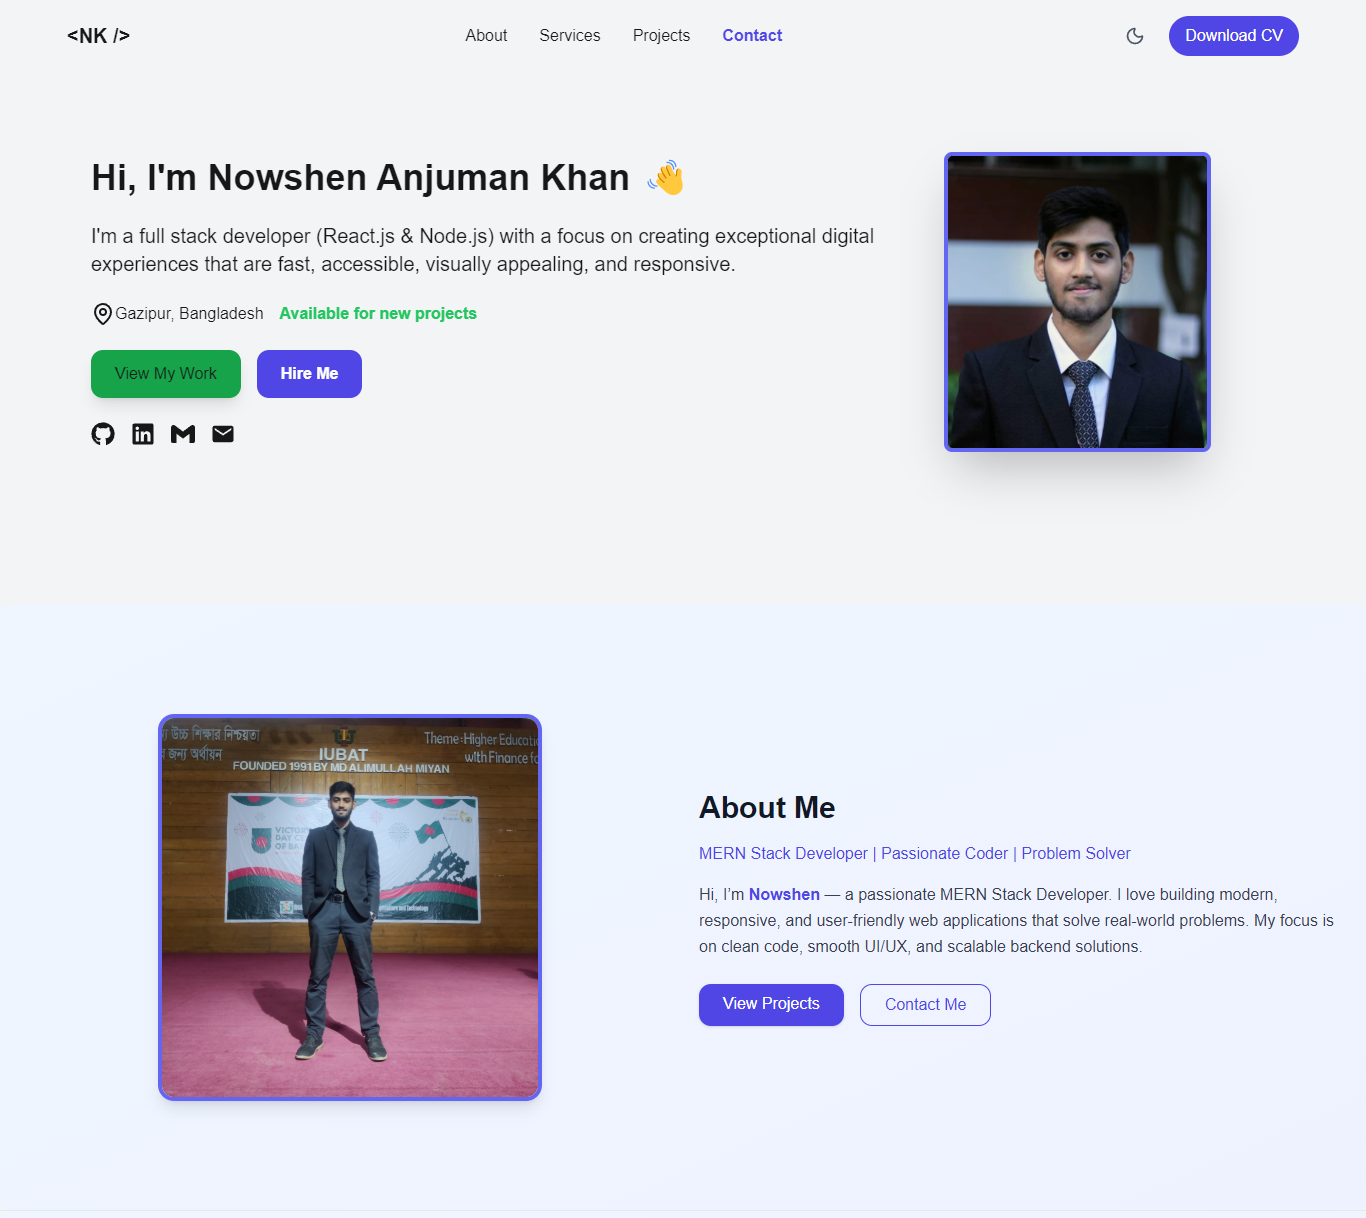 <NK />
About
Services
Projects
Contact
Download CV
Hi, I'm Nowshen Anjuman Khan
I'm a full stack developer (React.js & Node.js) with a focus on creating exceptional digital
experiences that are fast, accessible, visually appealing, and responsive.
Gazipur, Bangladesh
Available for new projects
View My Work
Hire Me
উচ্চ শিক্ষার নিশ্চয়তা
জন্য অর্থায়ন
IUBAT
FOUNDED 1991 BY MD ALIMULLAH MIYAN
Theme:Higher Educati
with Finance fo
About Me
MERN Stack Developer | Passionate Coder | Problem Solver
Hi, I’m Nowshen — a passionate MERN Stack Developer. I love building modern,
responsive, and user-friendly web applications that solve real-world problems. My focus is
on clean code, smooth UI/UX, and scalable backend solutions.
View Projects
Contact Me